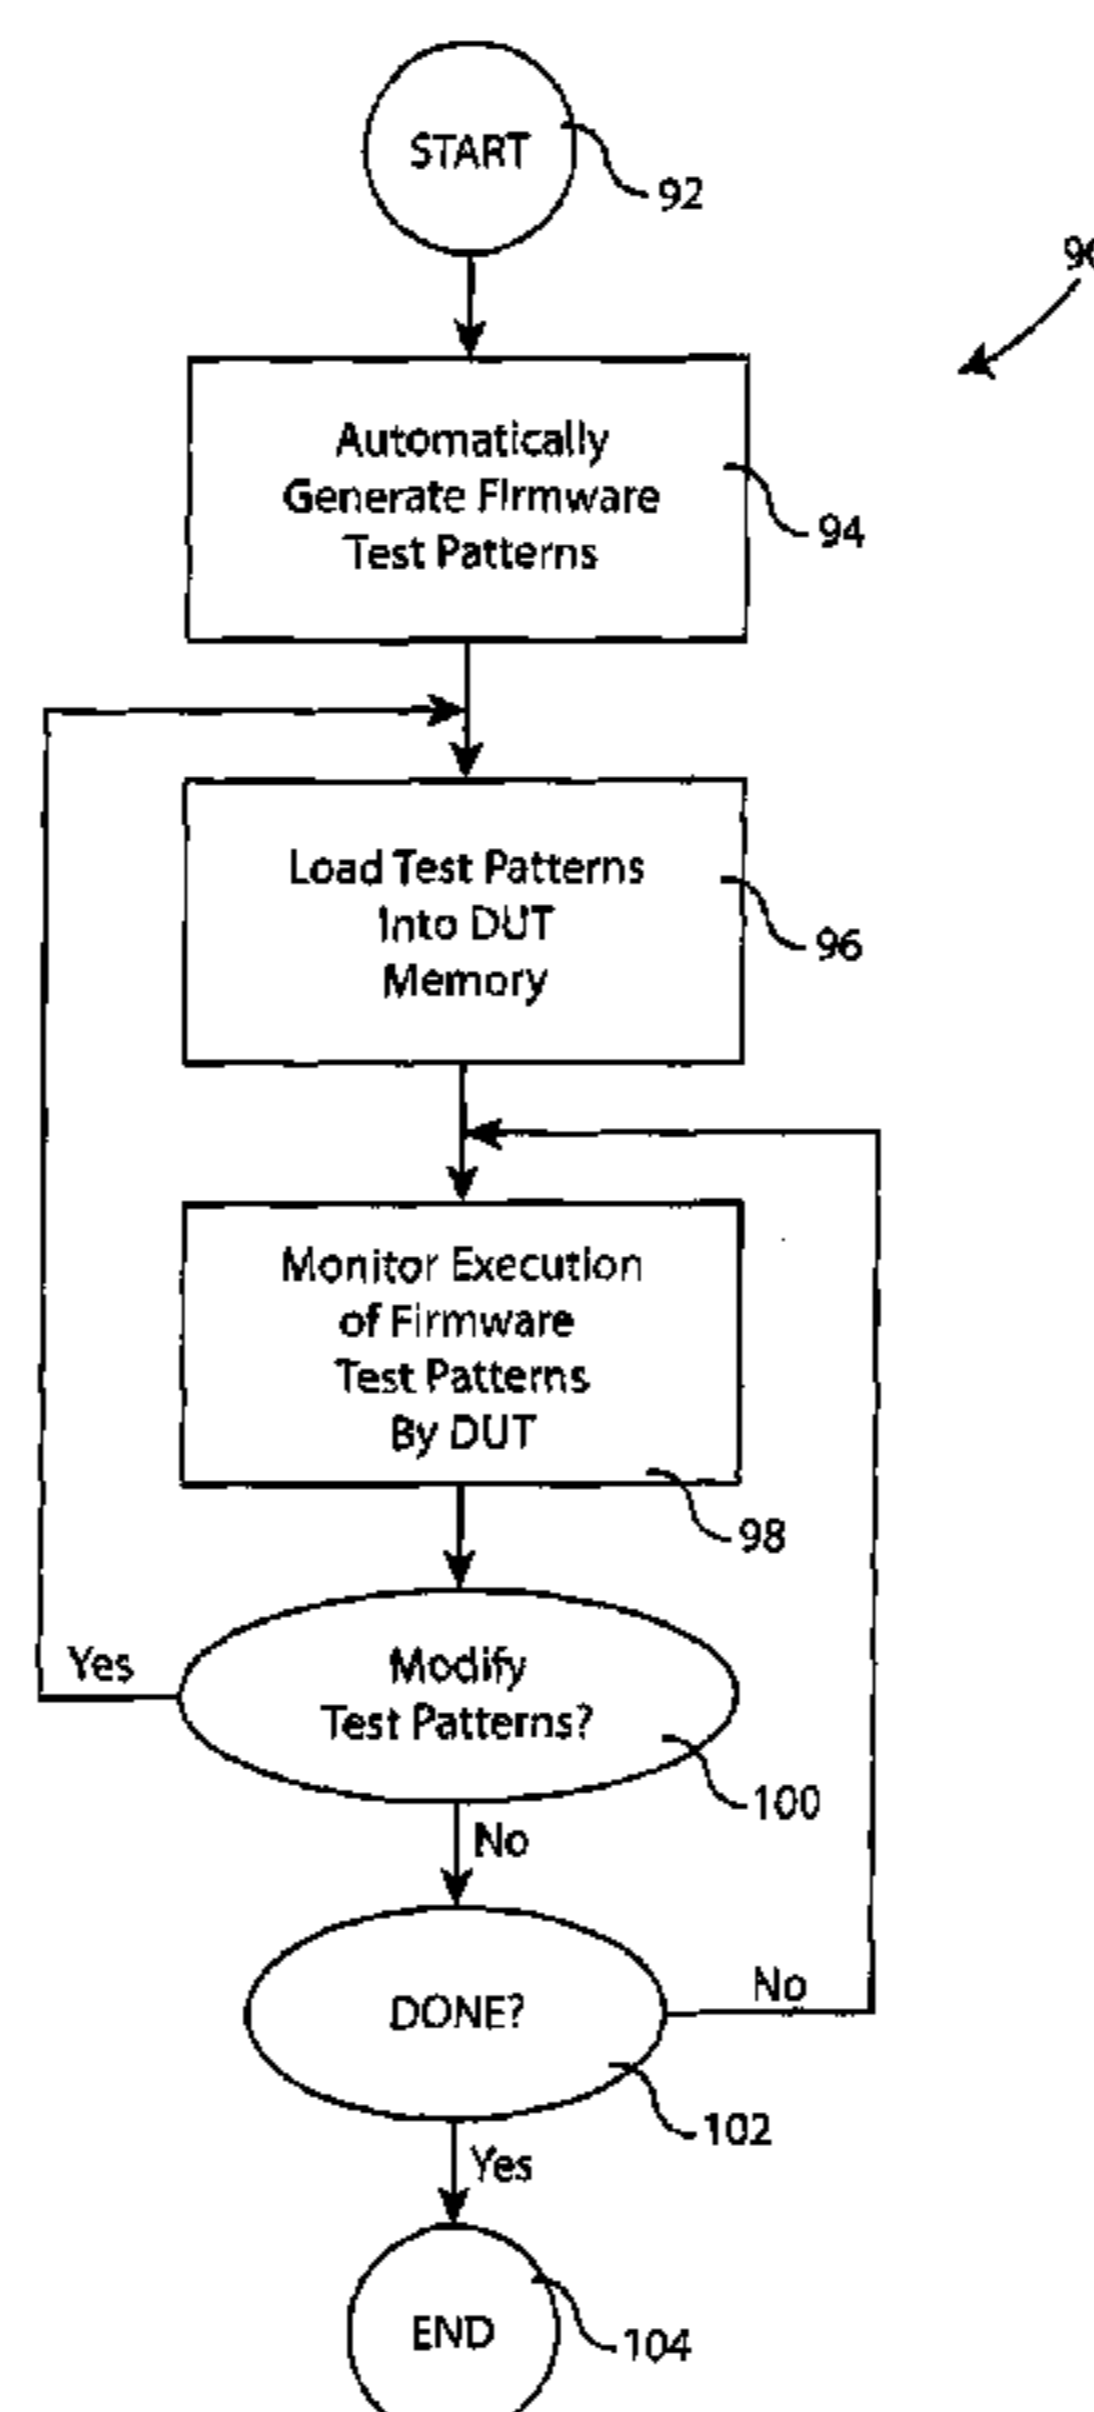 START
92
Automatically
Generate Firmware
Test Patterns
94
Load Test Patterns
Into DUT
Memory
96
Monitor Execution
of Firmware
Test Patterns
By DUT
98
Yes
Modify
Test Patterns?
100
No
DONE?
No
102
Yes
END
104